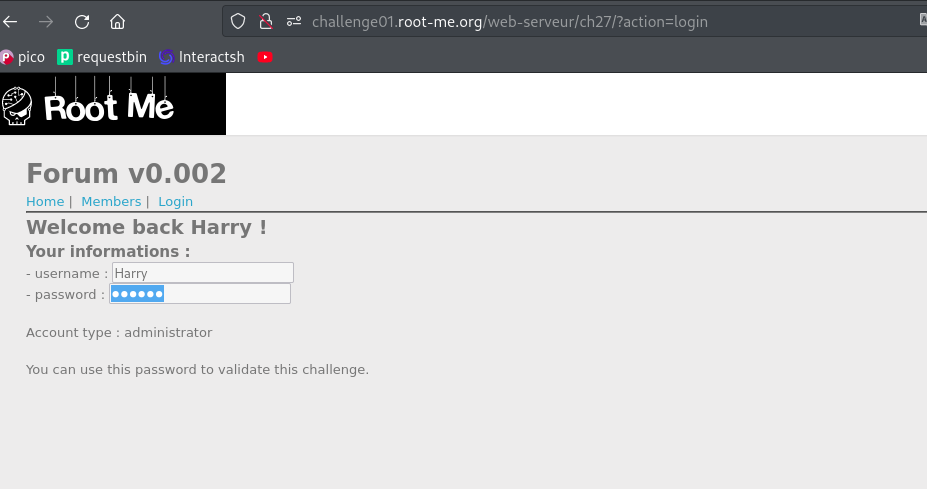 challenge01.root-me.org/web-serveur/ch27/?action=login
pico requestbin Interactsh
Root Me
Forum v0.002
Home | Members | Login
Welcome back Harry !
Your informations :
- username : Harry
- password : ●●●●●●
Account type : administrator
You can use this password to validate this challenge.